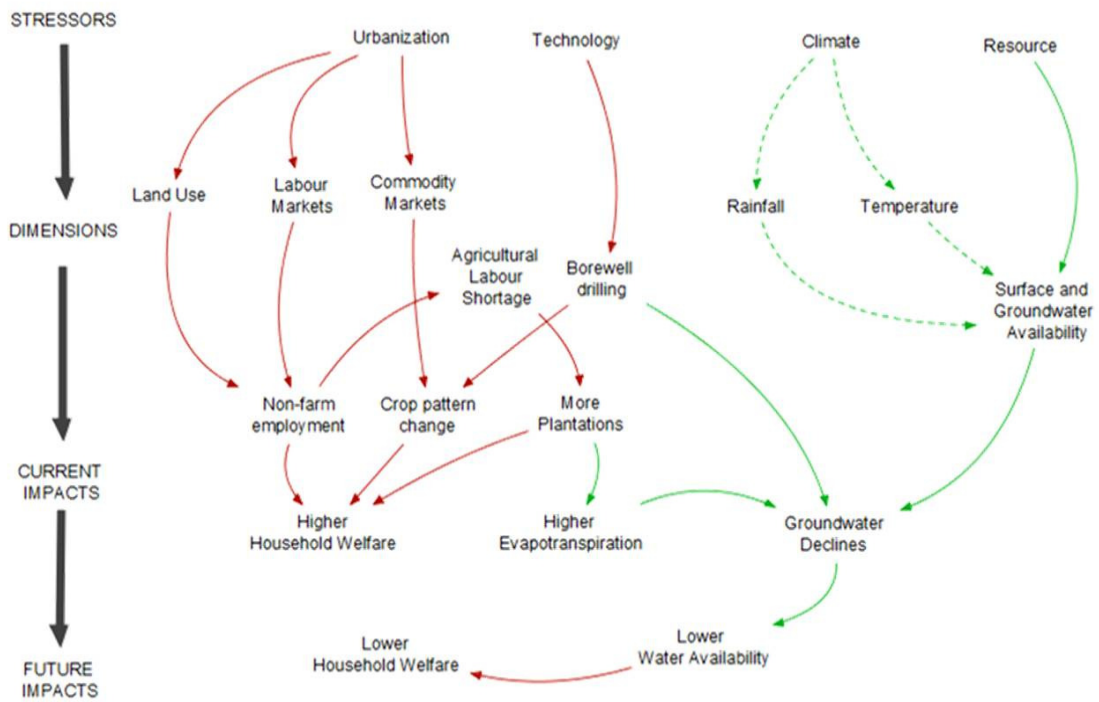 STRESSORS
Urbanization
Technology
Climate
Resource
Land Use
Labour
Markets
Commodity
Markets
Rainfall
Temperature
DIMENSIONS
Agricultural
Labour
Shortage
Borewell
drilling
Surface and
Groundwater
Availability
Non-farm
employment
Crop pattern
change
More
Plantations
CURRENT
IMPACTS
Higher
Household Welfare
Higher
Evapotranspiration
Groundwater
Declines
Lower
Household Welfare
Lower
Water Availability
FUTURE
IMPACTS